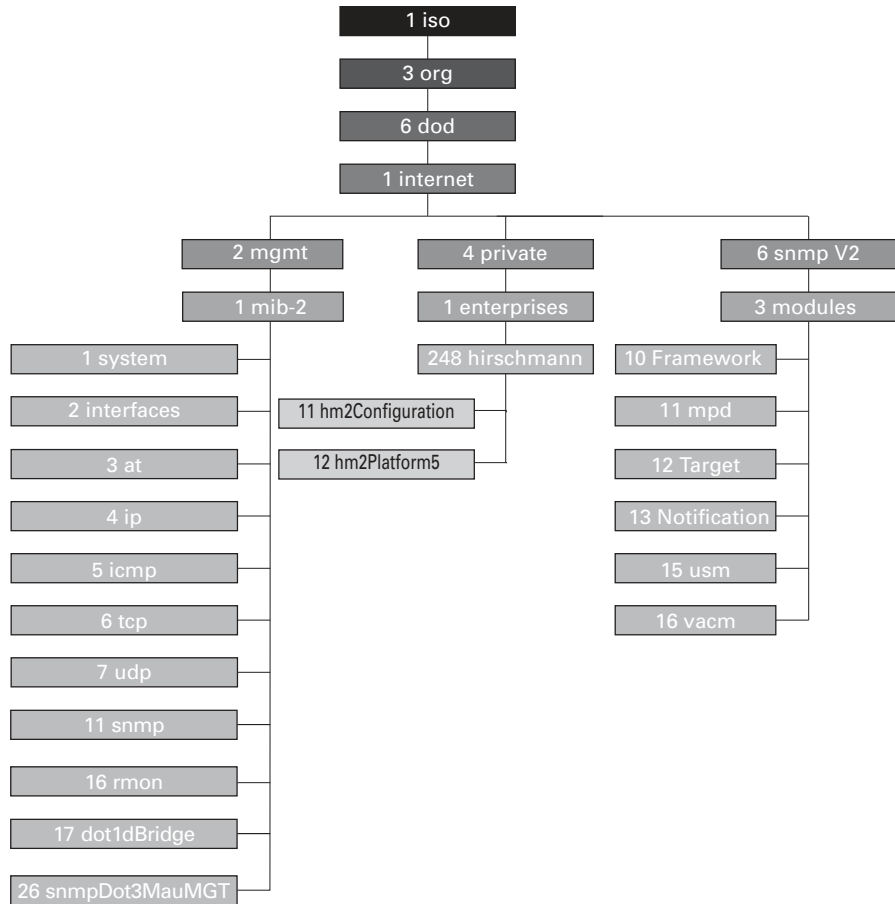 1 iso
3 org
6 dod
1 internet
2 mgmt
4 private
6 snmp V2
1 mib-2
1 enterprises
3 modules
1 system
248 hirschmann
10 Framework
2 interfaces
11 hm2Configuration
11 mpd
3 at
12 hm2Platform5
12 Target
4 ip
13 Notification
5 icmp
15 usm
6 tcp
16 vacm
7 udp
11 snmp
16 rmon
17 dot1dBridge
26 snmpDot3MauMGT